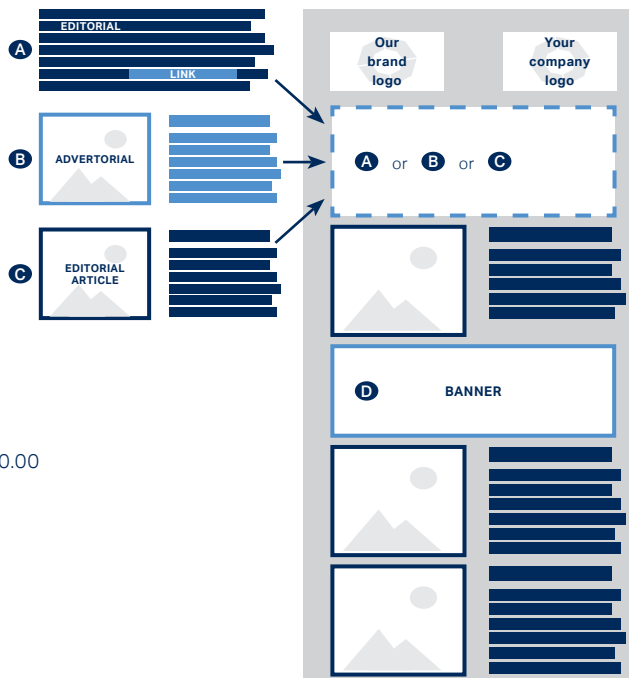 A
EDITORIAL
LINK
B
ADVERTORIAL
C
EDITORIAL
ARTICLE
0.00
Our
brand
logo
Your
company
logo
A or B or C
D BANNER